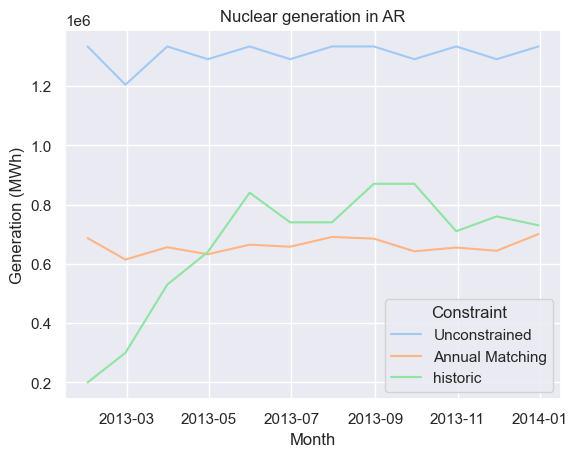 Nuclear generation in AR
1e6
1.2
1.0
0.8
0.6
0.4
0.2
Generation (MWh)
Constraint
Unconstrained
Annual Matching
historic
2013-03 2013-05 2013-07 2013-09 2013-11 2014-01
Month